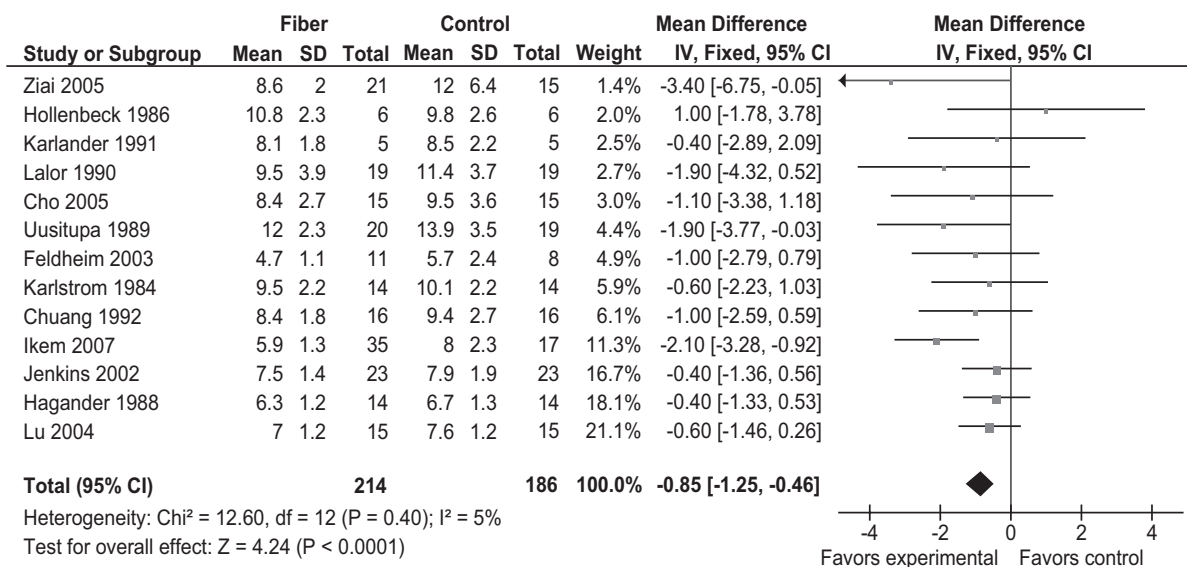 Fiber Control Mean Difference Mean Difference
Study or Subgroup Mean SD Total Mean SD Total Weight IV, Fixed, 95% CI IV, Fixed, 95% CI
Ziai 2005 8.6 2 21 12 6.4 15 1.4% -3.40 [-6.75, -0.05]
Hollenbeck 1986 10.8 2.3 6 9.8 2.6 6 2.0% 1.00 [-1.78, 3.78]
Karlander 1991 8.1 1.8 5 8.5 2.2 5 2.5% -0.40 [-2.89, 2.09]
Lalor 1990 9.5 3.9 19 11.4 3.7 19 2.7% -1.90 [-4.32, 0.52]
Cho 2005 8.4 2.7 15 9.5 3.6 15 3.0% -1.10 [-3.38, 1.18]
Uusitupa 1989 12 2.3 20 13.9 3.5 19 4.4% -1.90 [-3.77, -0.03]
Feldheim 2003 4.7 1.1 11 5.7 2.4 8 4.9% -1.00 [-2.79, 0.79]
Karlstrom 1984 9.5 2.2 14 10.1 2.2 14 5.9% -0.60 [-2.23, 1.03]
Chuang 1992 8.4 1.8 16 9.4 2.7 16 6.1% -1.00 [-2.59, 0.59]
Ikem 2007 5.9 1.3 35 8 2.3 17 11.3% -2.10 [-3.28, -0.92]
Jenkins 2002 7.5 1.4 23 7.9 1.9 23 16.7% -0.40 [-1.36, 0.56]
Hagander 1988 6.3 1.2 14 6.7 1.3 14 18.1% -0.40 [-1.33, 0.53]
Lu 2004 7 1.2 15 7.6 1.2 15 21.1% -0.60 [-1.46, 0.26]
Total (95% CI) 214 186 100.0% -0.85 [-1.25, -0.46]
Heterogeneity: Chi² = 12.60, df = 12 (P = 0.40); I² = 5%
Test for overall effect: Z = 4.24 (P < 0.0001)
-4 -2 0 2 4
Favors experimental Favors control